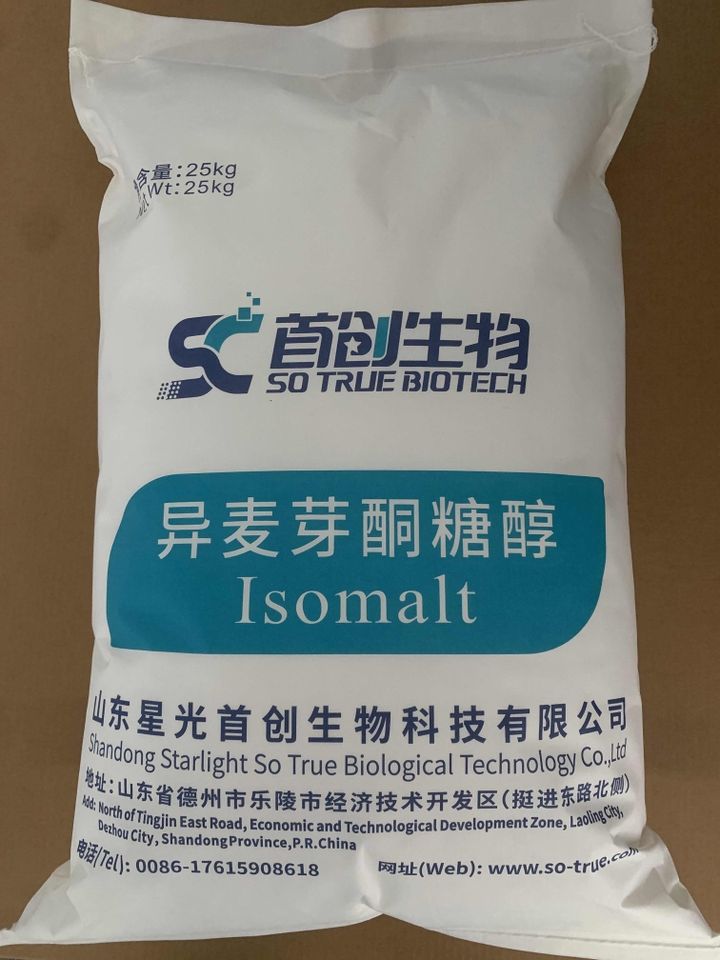 含量:25kg
Wt:25kg
SC 首创生物
SO TRUE BIOTECH
异麦芽酮糖醇
Isomalt
山东星光首创生物科技有限公司
Shandong Starlight So True Biological Technology Co.,Ltd
地址:山东省德州市乐陵市经济技术开发区(挺进东路北侧)
Add: North of Tingjin East Road, Economic and Technological Development Zone, Laoling City,
Dezhou City, Shandong Province, P.R.China
电话(Tel): 0086-17615908618
网址(Web): www.so-true.com